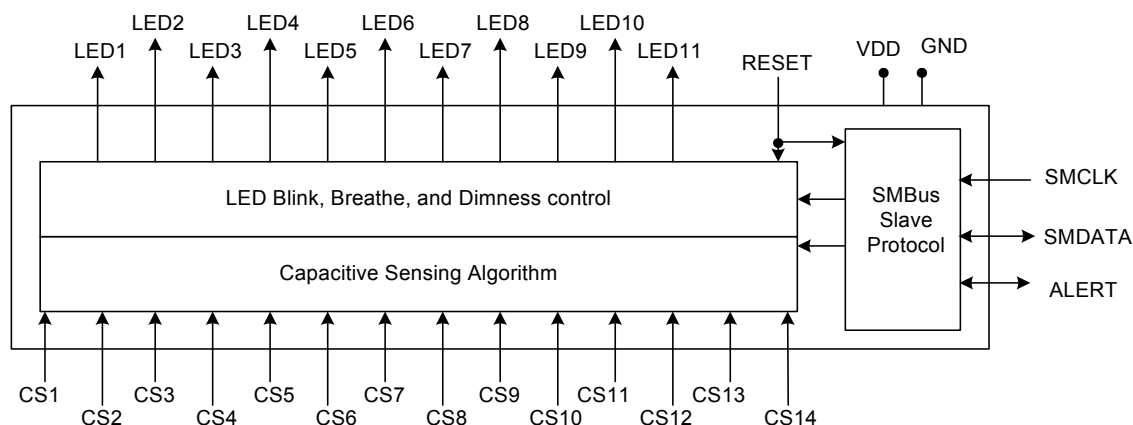 LED1
LED2
LED3
LED4
LED5
LED6
LED7
LED8
LED9
LED10
LED11
RESET
VDD
GND
LED Blink, Breathe, and Dimness control
Capacitive Sensing Algorithm
SMBus
Slave
Protocol
SMCLK
SMDATA
ALERT
CS1
CS2
CS3
CS4
CS5
CS6
CS7
CS8
CS9
CS10
CS11
CS12
CS13
CS14